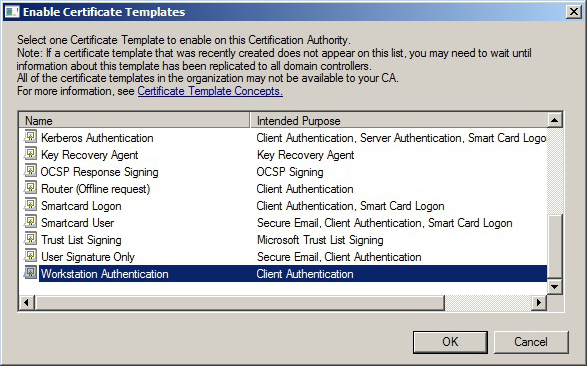 Enable Certificate Templates
Select one Certificate Template to enable on this Certification Authority.
Note: If a certificate template that was recently created does not appear on this list, you may need to wait until
information about this template has been replicated to all domain controllers.
All of the certificate templates in the organization may not be available to your CA.
For more information, see Certificate Template Concepts.
Name Intended Purpose
Kerberos Authentication Client Authentication, Server Authentication, Smart Card Logo
Key Recovery Agent Key Recovery Agent
OCSP Response Signing OCSP Signing
Router (Offline request) Client Authentication
Smartcard Logon Client Authentication, Smart Card Logon
Smartcard User Secure Email, Client Authentication, Smart Card Logon
Trust List Signing Microsoft Trust List Signing
User Signature Only Secure Email, Client Authentication
Workstation Authentication Client Authentication
OK Cancel